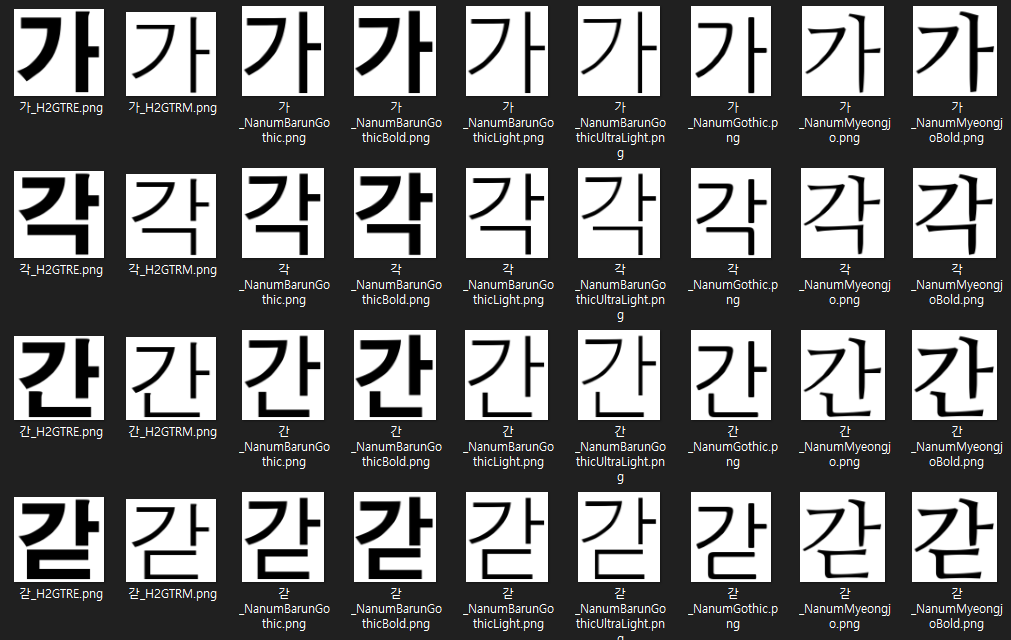 가 가 가 가 가 가 가 가 가
가_H2GTRE.png 가_H2GTRM.png 가 가 가 가 가 가 가
_NanumBarunGo _NanumBarunGo _NanumBarunGo _NanumBarunGo _NanumGothic.p _NanumMyeongj _NanumMyeongj
thic.png thicBold.png thicLight.png thicUltraLight.pn ng o.png oBold.png
g
각 각 각 각 각 각 각 각 각
각_H2GTRE.png 각_H2GTRM.png 각 각 각 각 각 각 각
_NanumBarunGo _NanumBarunGo _NanumBarunGo _NanumBarunGo _NanumGothic.p _NanumMyeongj _NanumMyeongj
thic.png thicBold.png thicLight.png thicUltraLight.pn ng o.png oBold.png
g
간 간 간 간 간 간 간 간 간
간_H2GTRE.png 간_H2GTRM.png 간 간 간 간 간 간 간
_NanumBarunGo _NanumBarunGo _NanumBarunGo _NanumBarunGo _NanumGothic.p _NanumMyeongj _NanumMyeongj
thic.png thicBold.png thicLight.png thicUltraLight.pn ng o.png oBold.png
g
갇 갇 갇 갇 갇 갇 갇 갇 갇
갇_H2GTRE.png 갇_H2GTRM.png 갇 갇 갇 갇 갇 갇 갇
_NanumBarunGo _NanumBarunGo _NanumBarunGo _NanumBarunGo _NanumGothic.p _NanumMyeongj _NanumMyeongj
thic.png thicBold.png thicLight.png thicUltraLight.pn ng o.png oBold.png
g